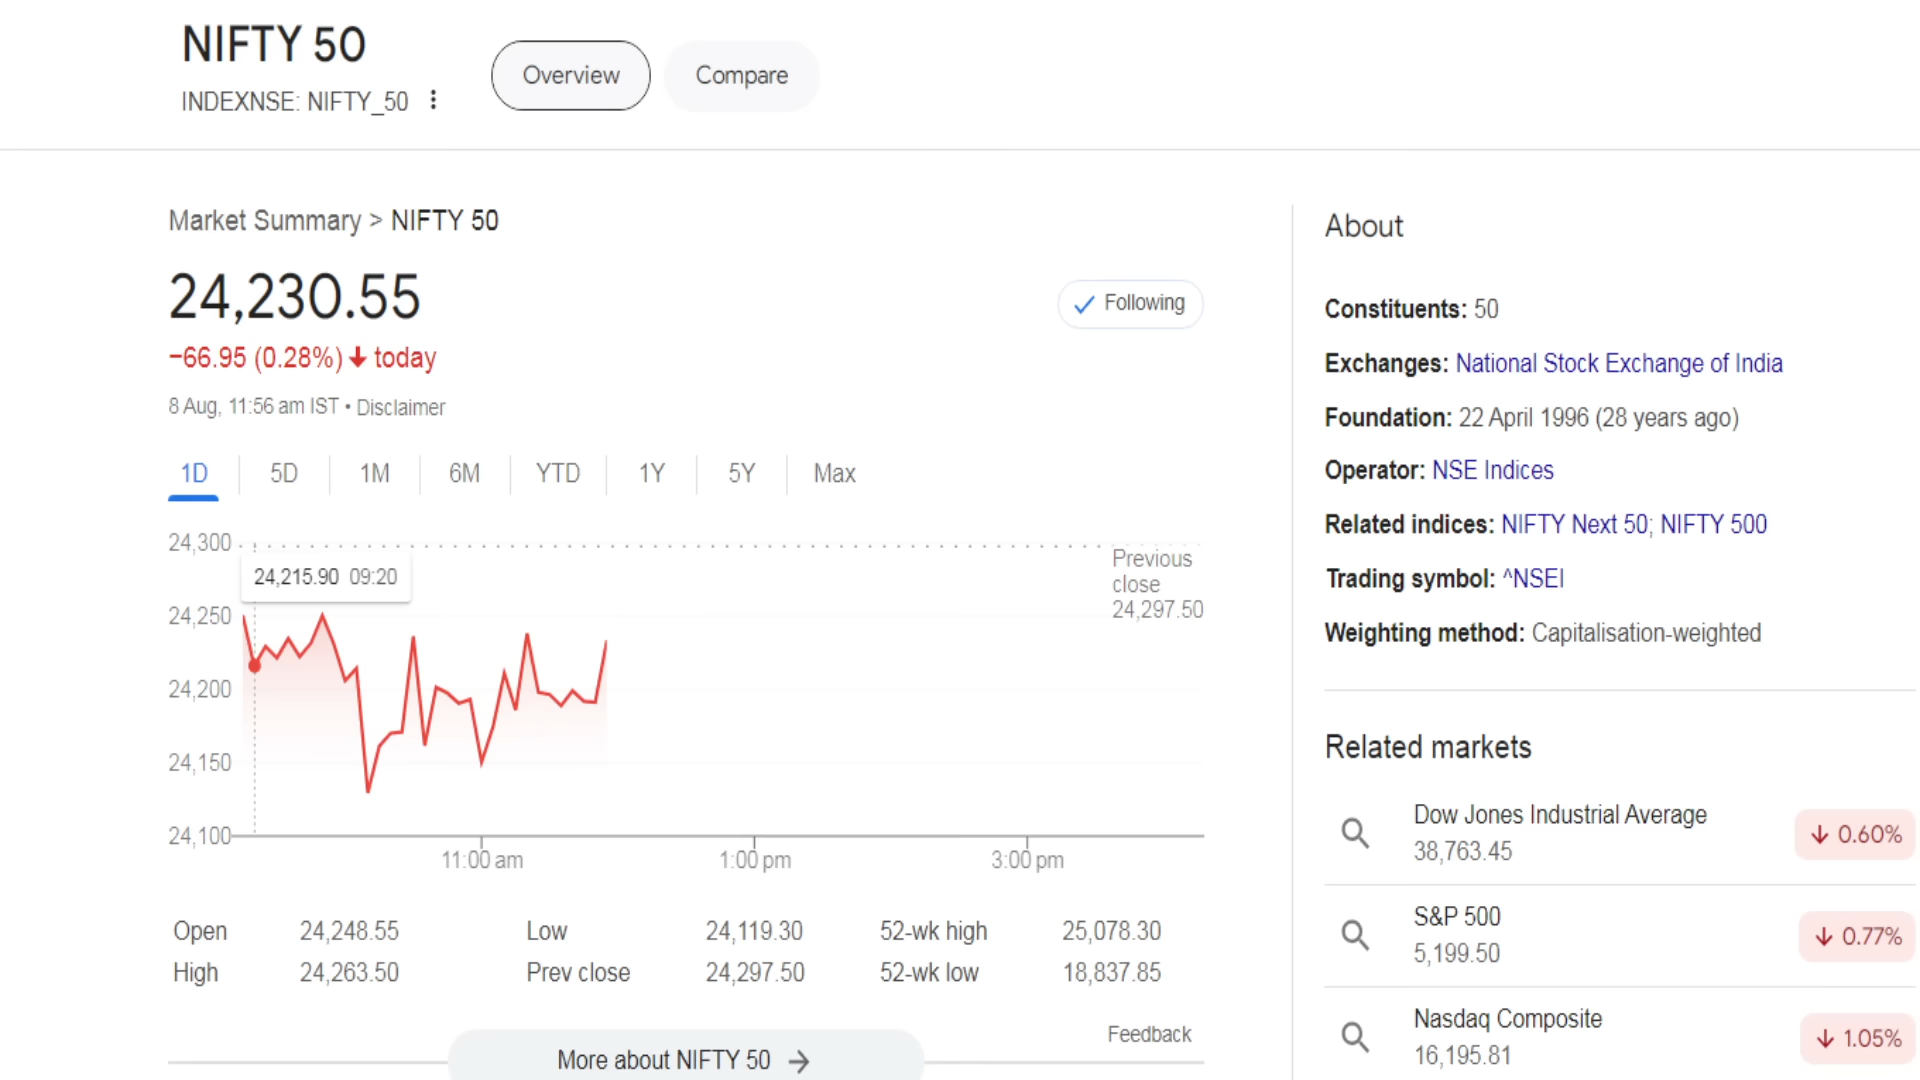 NIFTY 50
INDEXNSE: NIFTY_50
Overview
Compare
Market Summary > NIFTY 50
24,230.55
−66.95 (0.28%) ↓ today
8 Aug, 11:56 am IST • Disclaimer
Following
1D 5D 1M 6M YTD 1Y 5Y Max
24,300
24,215.90 09:20
Previous
close
24,297.50
24,250
24,200
24,150
24,100
11:00 am 1:00 pm 3:00 pm
Open 24,248.55 Low 24,119.30 52-wk high 25,078.30
High 24,263.50 Prev close 24,297.50 52-wk low 18,837.85
Feedback
More about NIFTY 50 →
About
Constituents: 50
Exchanges: National Stock Exchange of India
Foundation: 22 April 1996 (28 years ago)
Operator: NSE Indices
Related indices: NIFTY Next 50; NIFTY 500
Trading symbol: ^NSEI
Weighting method: Capitalisation-weighted
Related markets
Dow Jones Industrial Average
38,763.45
↓ 0.60%
S&P 500
5,199.50
↓ 0.77%
Nasdaq Composite
16,195.81
↓ 1.05%